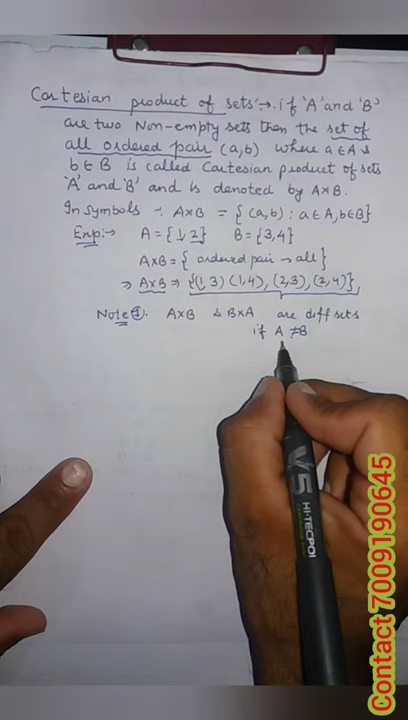 Cartesian product of sets :→ if 'A' and 'B'
are two Non-empty sets then the set of
all ordered pair (a,b) where a ∈ A &
b ∈ B is called Cartesian product of sets
'A' and 'B' and is denoted by A×B.
In symbols :- A×B = {(a,b) : a ∈ A, b ∈ B}
Exp:→ A = {1, 2} B = {3,4}
A×B = { ordered pair → all}
⇒ A×B ⇒ {(1,3) (1,4), (2,3), (2,4)},
Note ①. A×B & B×A are diff sets
if A ≠ B
V5
HI-TECPOI
Contact 7009190645